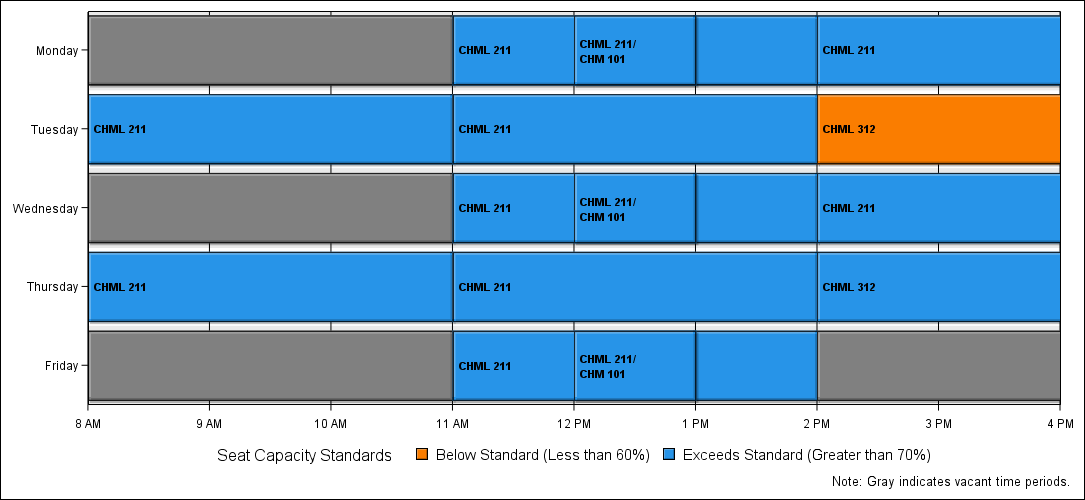 Monday
CHML 211
CHML 211/
CHM 101
CHML 211
Tuesday
CHML 211
CHML 211
CHML 312
Wednesday
CHML 211
CHML 211/
CHM 101
CHML 211
Thursday
CHML 211
CHML 211
CHML 312
Friday
CHML 211
CHML 211/
CHM 101
8 AM 9 AM 10 AM 11 AM 12 PM 1 PM 2 PM 3 PM 4 PM
Seat Capacity Standards Below Standard (Less than 60%) Exceeds Standard (Greater than 70%)
Note: Gray indicates vacant time periods.